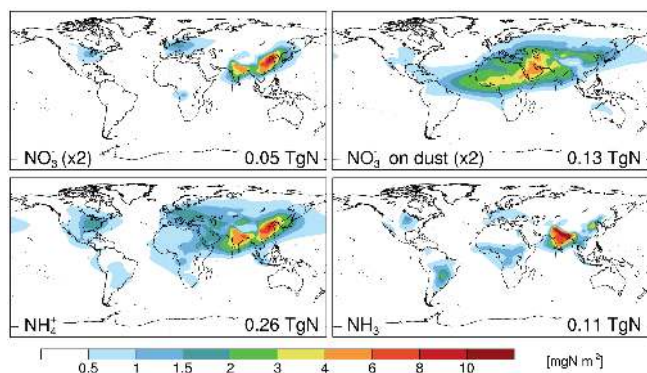 NO₃⁻ (x2) 0.05 TgN
NO₃⁻ on dust (x2) 0.13 TgN
NH₄⁺ 0.26 TgN
NH₃ 0.11 TgN
0.5 1 1.5 2 3 4 6 8 10 [mgN m⁻²]